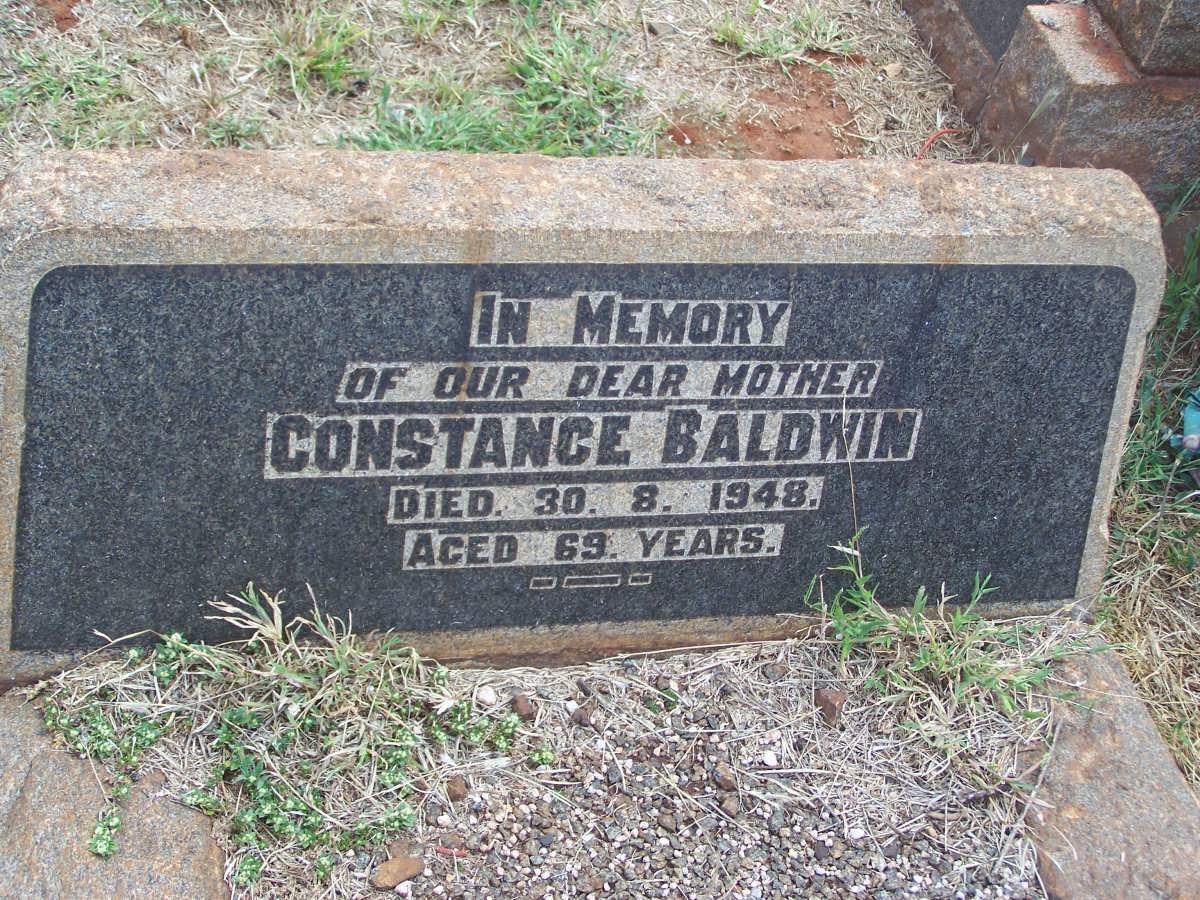 IN MEMORY
OF OUR DEAR MOTHER
CONSTANCE BALDWIN
DIED. 30. 8. 1948.
AGED 69. YEARS.